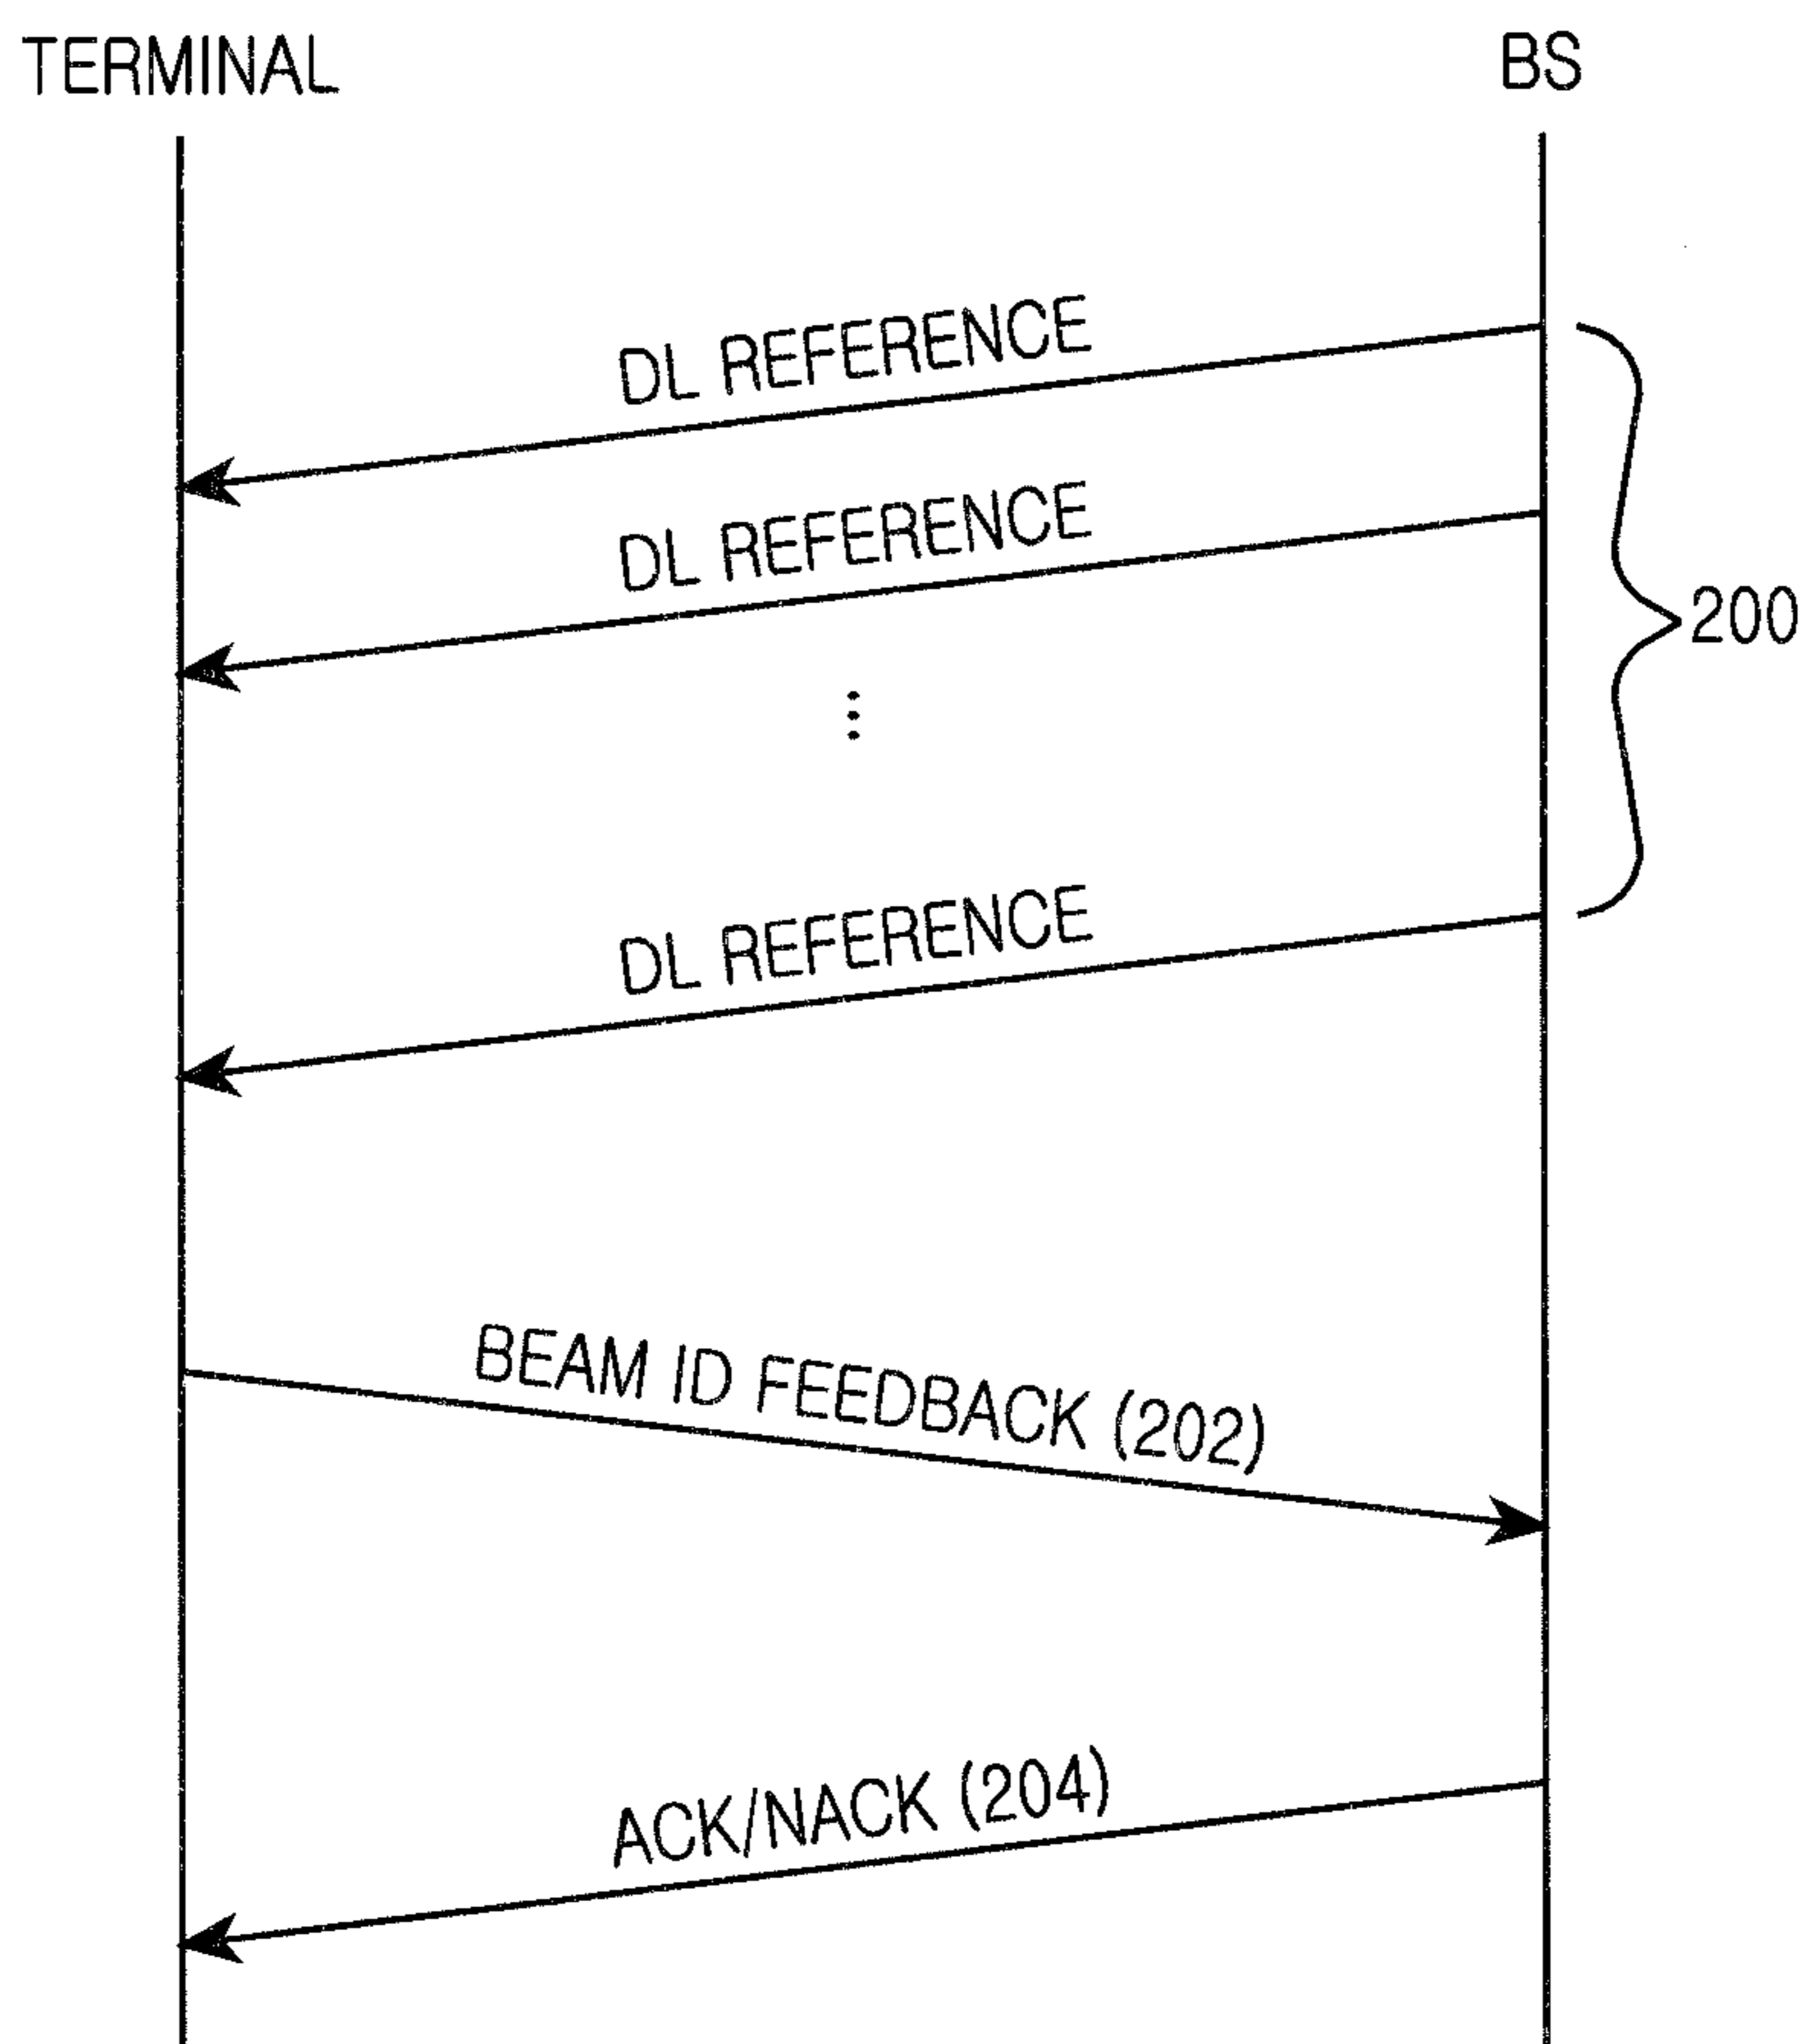 TERMINAL
BS
DL REFERENCE
DL REFERENCE
200
DL REFERENCE
BEAM ID FEEDBACK (202)
ACK/NACK (204)